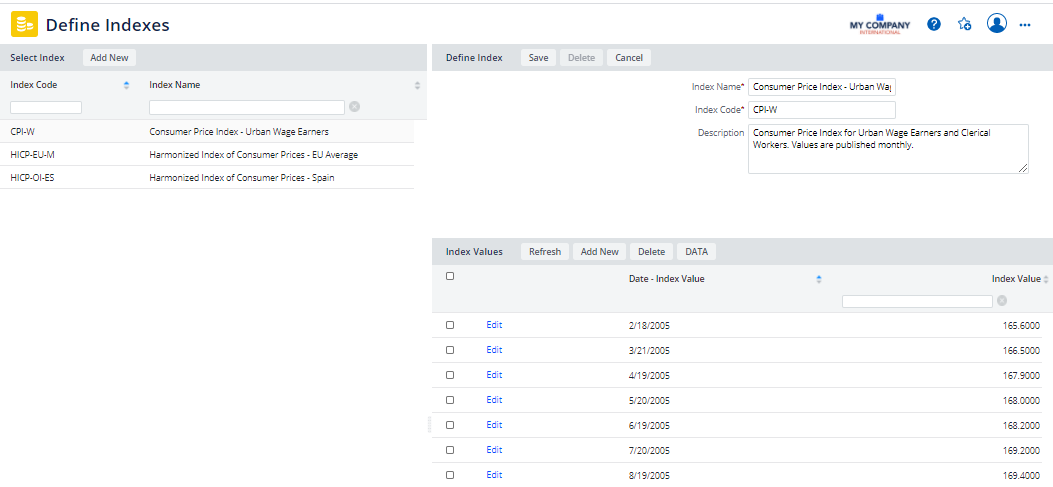 Define Indexes
MY COMPANY
INTERNATIONAL
Select Index Add New
Index Code Index Name
CPI-W Consumer Price Index - Urban Wage Earners
HICP-EU-M Harmonized Index of Consumer Prices - EU Average
HICP-OI-ES Harmonized Index of Consumer Prices - Spain
Define Index Save Delete Cancel
Index Name* Consumer Price Index - Urban Wag
Index Code* CPI-W
Description Consumer Price Index for Urban Wage Earners and Clerical
Workers. Values are published monthly.
Index Values Refresh Add New Delete DATA
Date - Index Value Index Value
Edit 2/18/2005 165.6000
Edit 3/21/2005 166.5000
Edit 4/19/2005 167.9000
Edit 5/20/2005 168.0000
Edit 6/19/2005 168.2000
Edit 7/20/2005 169.2000
Edit 8/19/2005 169.4000